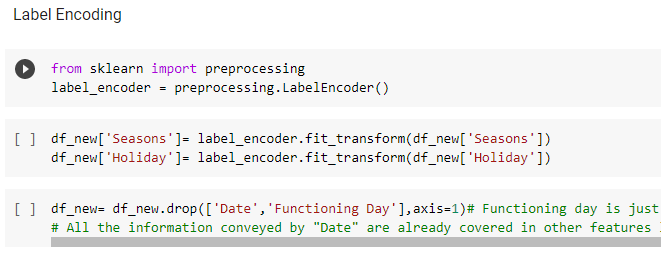 Label Encoding
from sklearn import preprocessing
label_encoder = preprocessing.LabelEncoder()
[ ] df_new['Seasons']= label_encoder.fit_transform(df_new['Seasons'])
df_new['Holiday']= label_encoder.fit_transform(df_new['Holiday'])
[ ] df_new= df_new.drop(['Date','Functioning Day'],axis=1)# Functioning day is just
# All the information conveyed by "Date" are already covered in other features